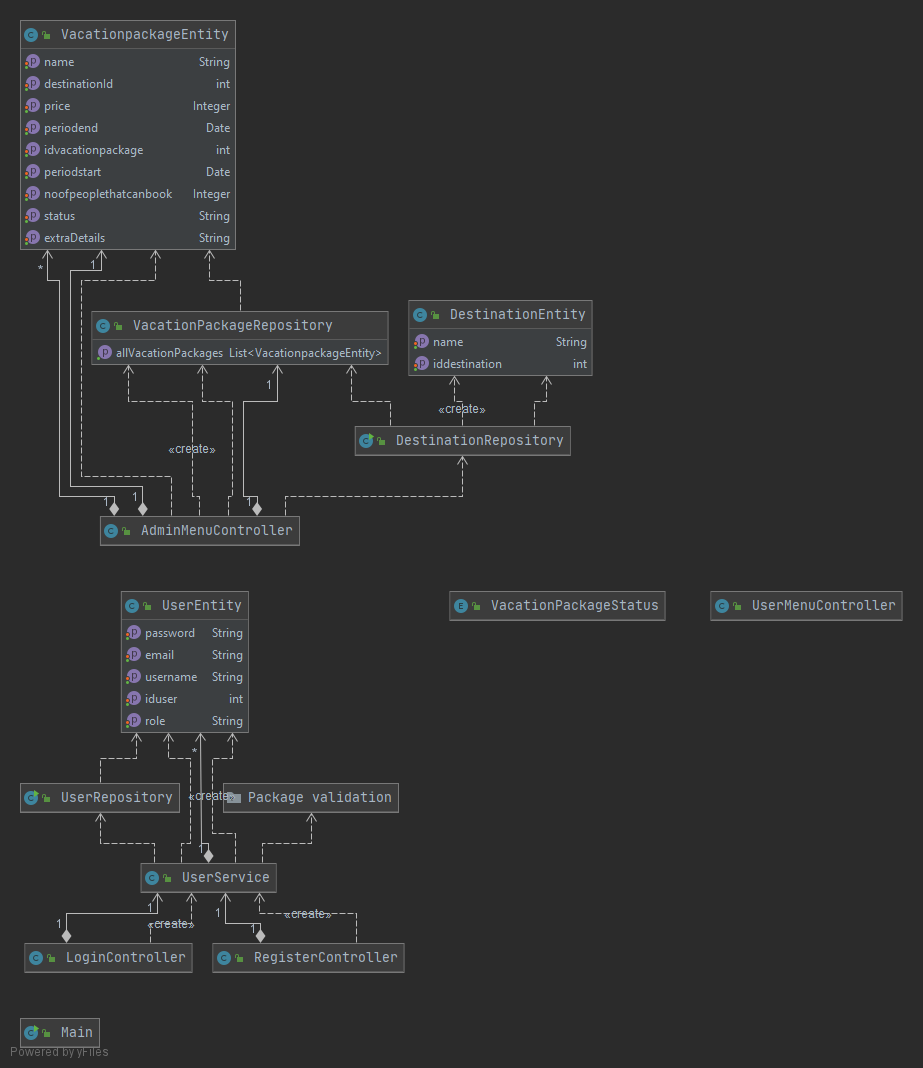 VacationpackageEntity
name String
destinationId int
price Integer
periodend Date
idvacationpackage int
periodstart Date
noofpeoplethatcanbook Integer
status String
extraDetails String
* 1
VacationPackageRepository
allVacationPackages List<VacationpackageEntity>
DestinationEntity
name String
iddestination int
1
«create»
DestinationRepository
«create»
1 1 1
AdminMenuController
UserEntity
password String
email String
username String
iduser int
role String
VacationPackageStatus
UserMenuController
*
UserRepository
«create»
Package validation
1
UserService
1 1
1 «create» 1 «create»
LoginController
RegisterController
Main
Powered by yFiles